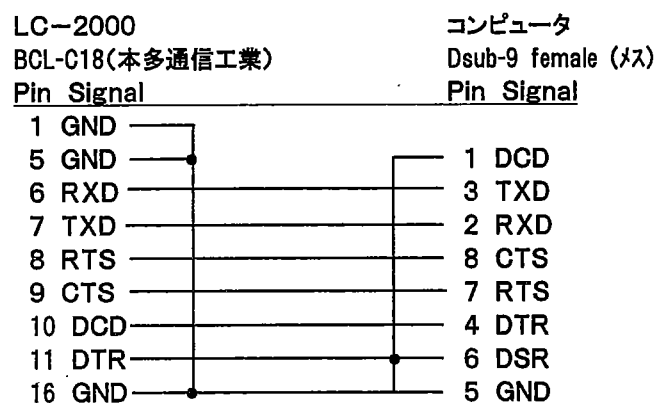 LC-2000 コンピュータ
BCL-C18(本多通信工業) Dsub-9 female (メス)
Pin Signal Pin Signal
1 GND
5 GND 1 DCD
6 RXD 3 TXD
7 TXD 2 RXD
8 RTS 8 CTS
9 CTS 7 RTS
10 DCD 4 DTR
11 DTR 6 DSR
16 GND 5 GND